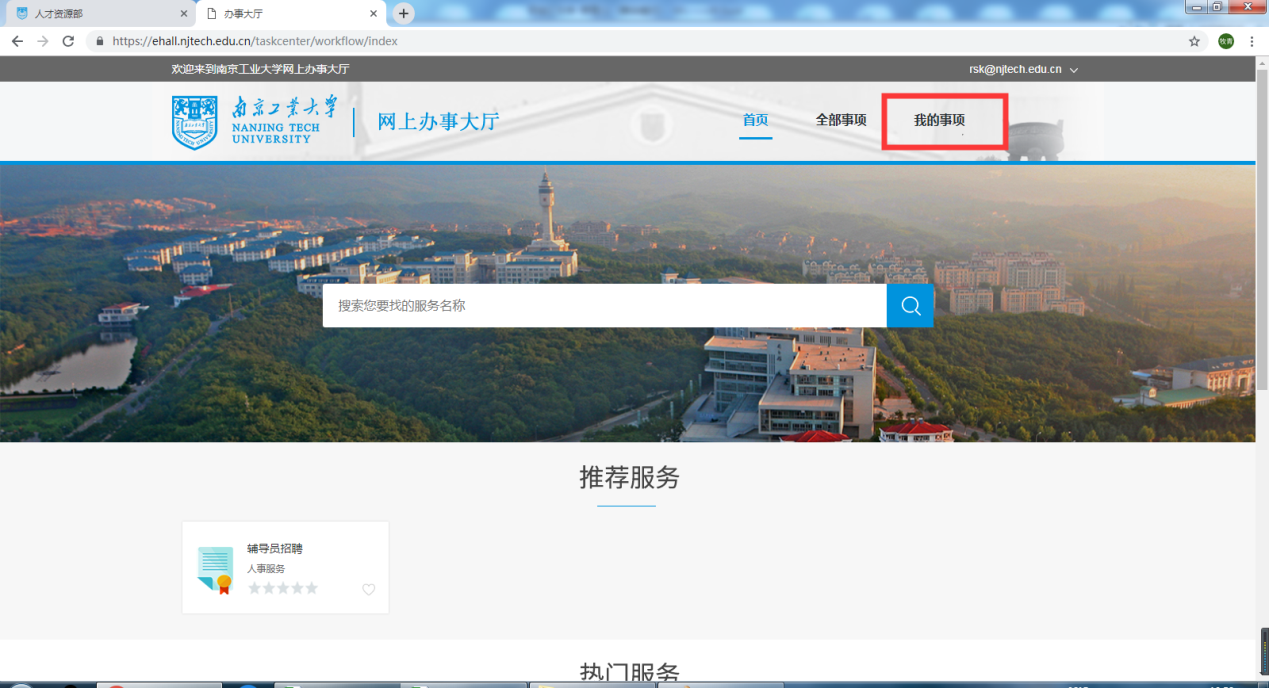 人才资源部
办事大厅
https://ehall.njtech.edu.cn/taskcenter/workflow/index
牧青
欢迎来到南京工业大学网上办事大厅
rsk@njtech.edu.cn
南京工业大学
NANJING TECH
UNIVERSITY
网上办事大厅
首页
全部事项
我的事项
搜索您要找的服务名称
推荐服务
辅导员招聘
人事服务
热门服务